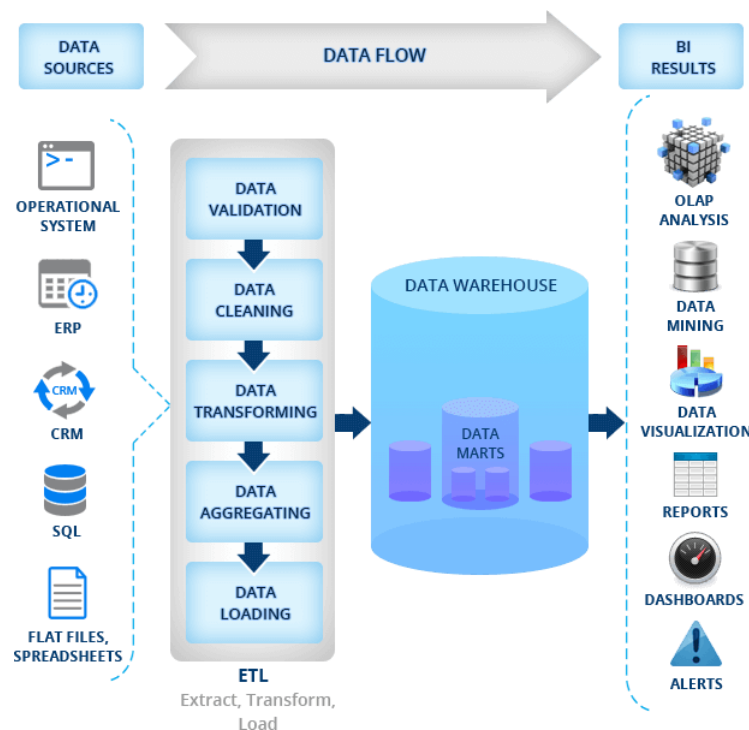 DATA
SOURCES
DATA FLOW
BI
RESULTS
>-
OPERATIONAL
SYSTEM
ERP
CRM
CRM
SQL
FLAT FILES,
SPREADSHEETS
DATA
VALIDATION
DATA
CLEANING
DATA
TRANSFORMING
DATA
AGGREGATING
DATA
LOADING
ETL
Extract, Transform,
Load
DATA WAREHOUSE
DATA
MARTS
OLAP
ANALYSIS
DATA
MINING
DATA
VISUALIZATION
REPORTS
DASHBOARDS
ALERTS